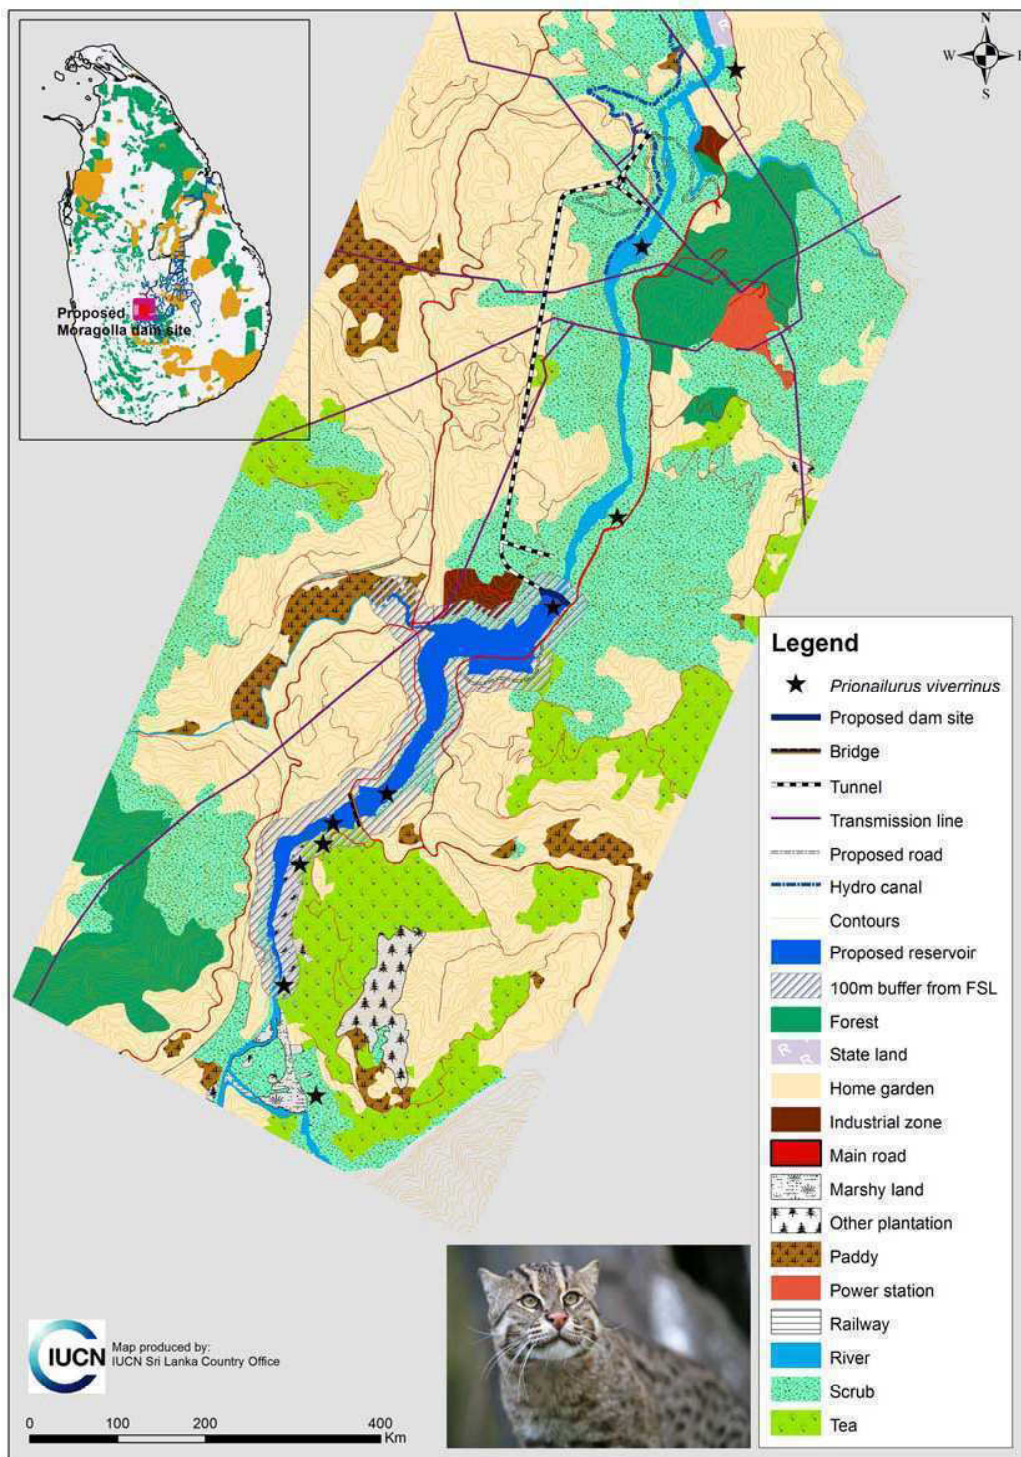 N
W
E
S
Proposed
Moragolla dam site
R
R
Legend
Prionailurus viverrinus
Proposed dam site
Bridge
Tunnel
Transmission line
Proposed road
Hydro canal
Contours
Proposed reservoir
100m buffer from FSL
Forest
R
R
State land
Home garden
Industrial zone
Main road
Marshy land
Other plantation
Paddy
Power station
Railway
River
Scrub
Tea
IUCN
Map produced by:
IUCN Sri Lanka Country Office
0 100 200 400
Km